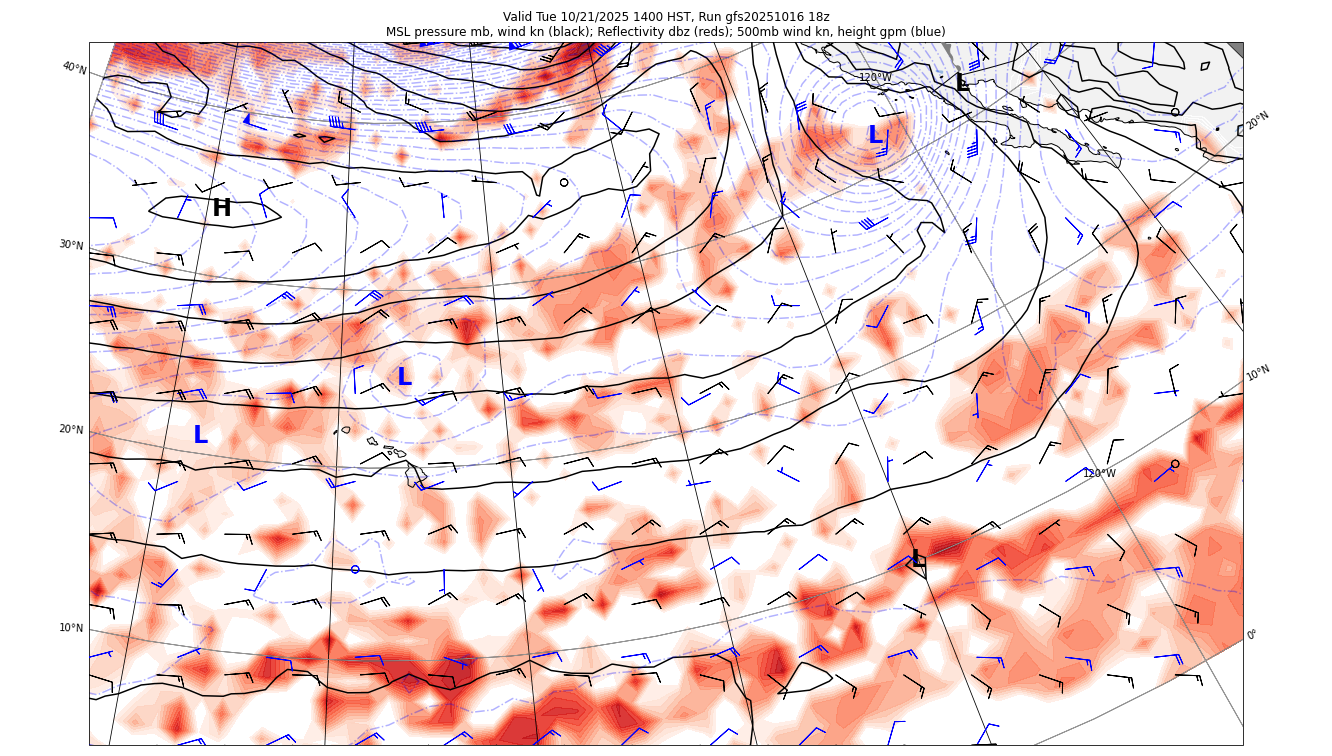 Valid Tue 10/21/2025 1400 HST, Run gfs20251016 18z
MSL pressure mb, wind kn (black); Reflectivity dbz (reds); 500mb wind kn, height gpm (blue)
40°N
120°W
L
20°N
L
H
30°N
L
10°N
20°N
L
120°W
L
10°N
0°